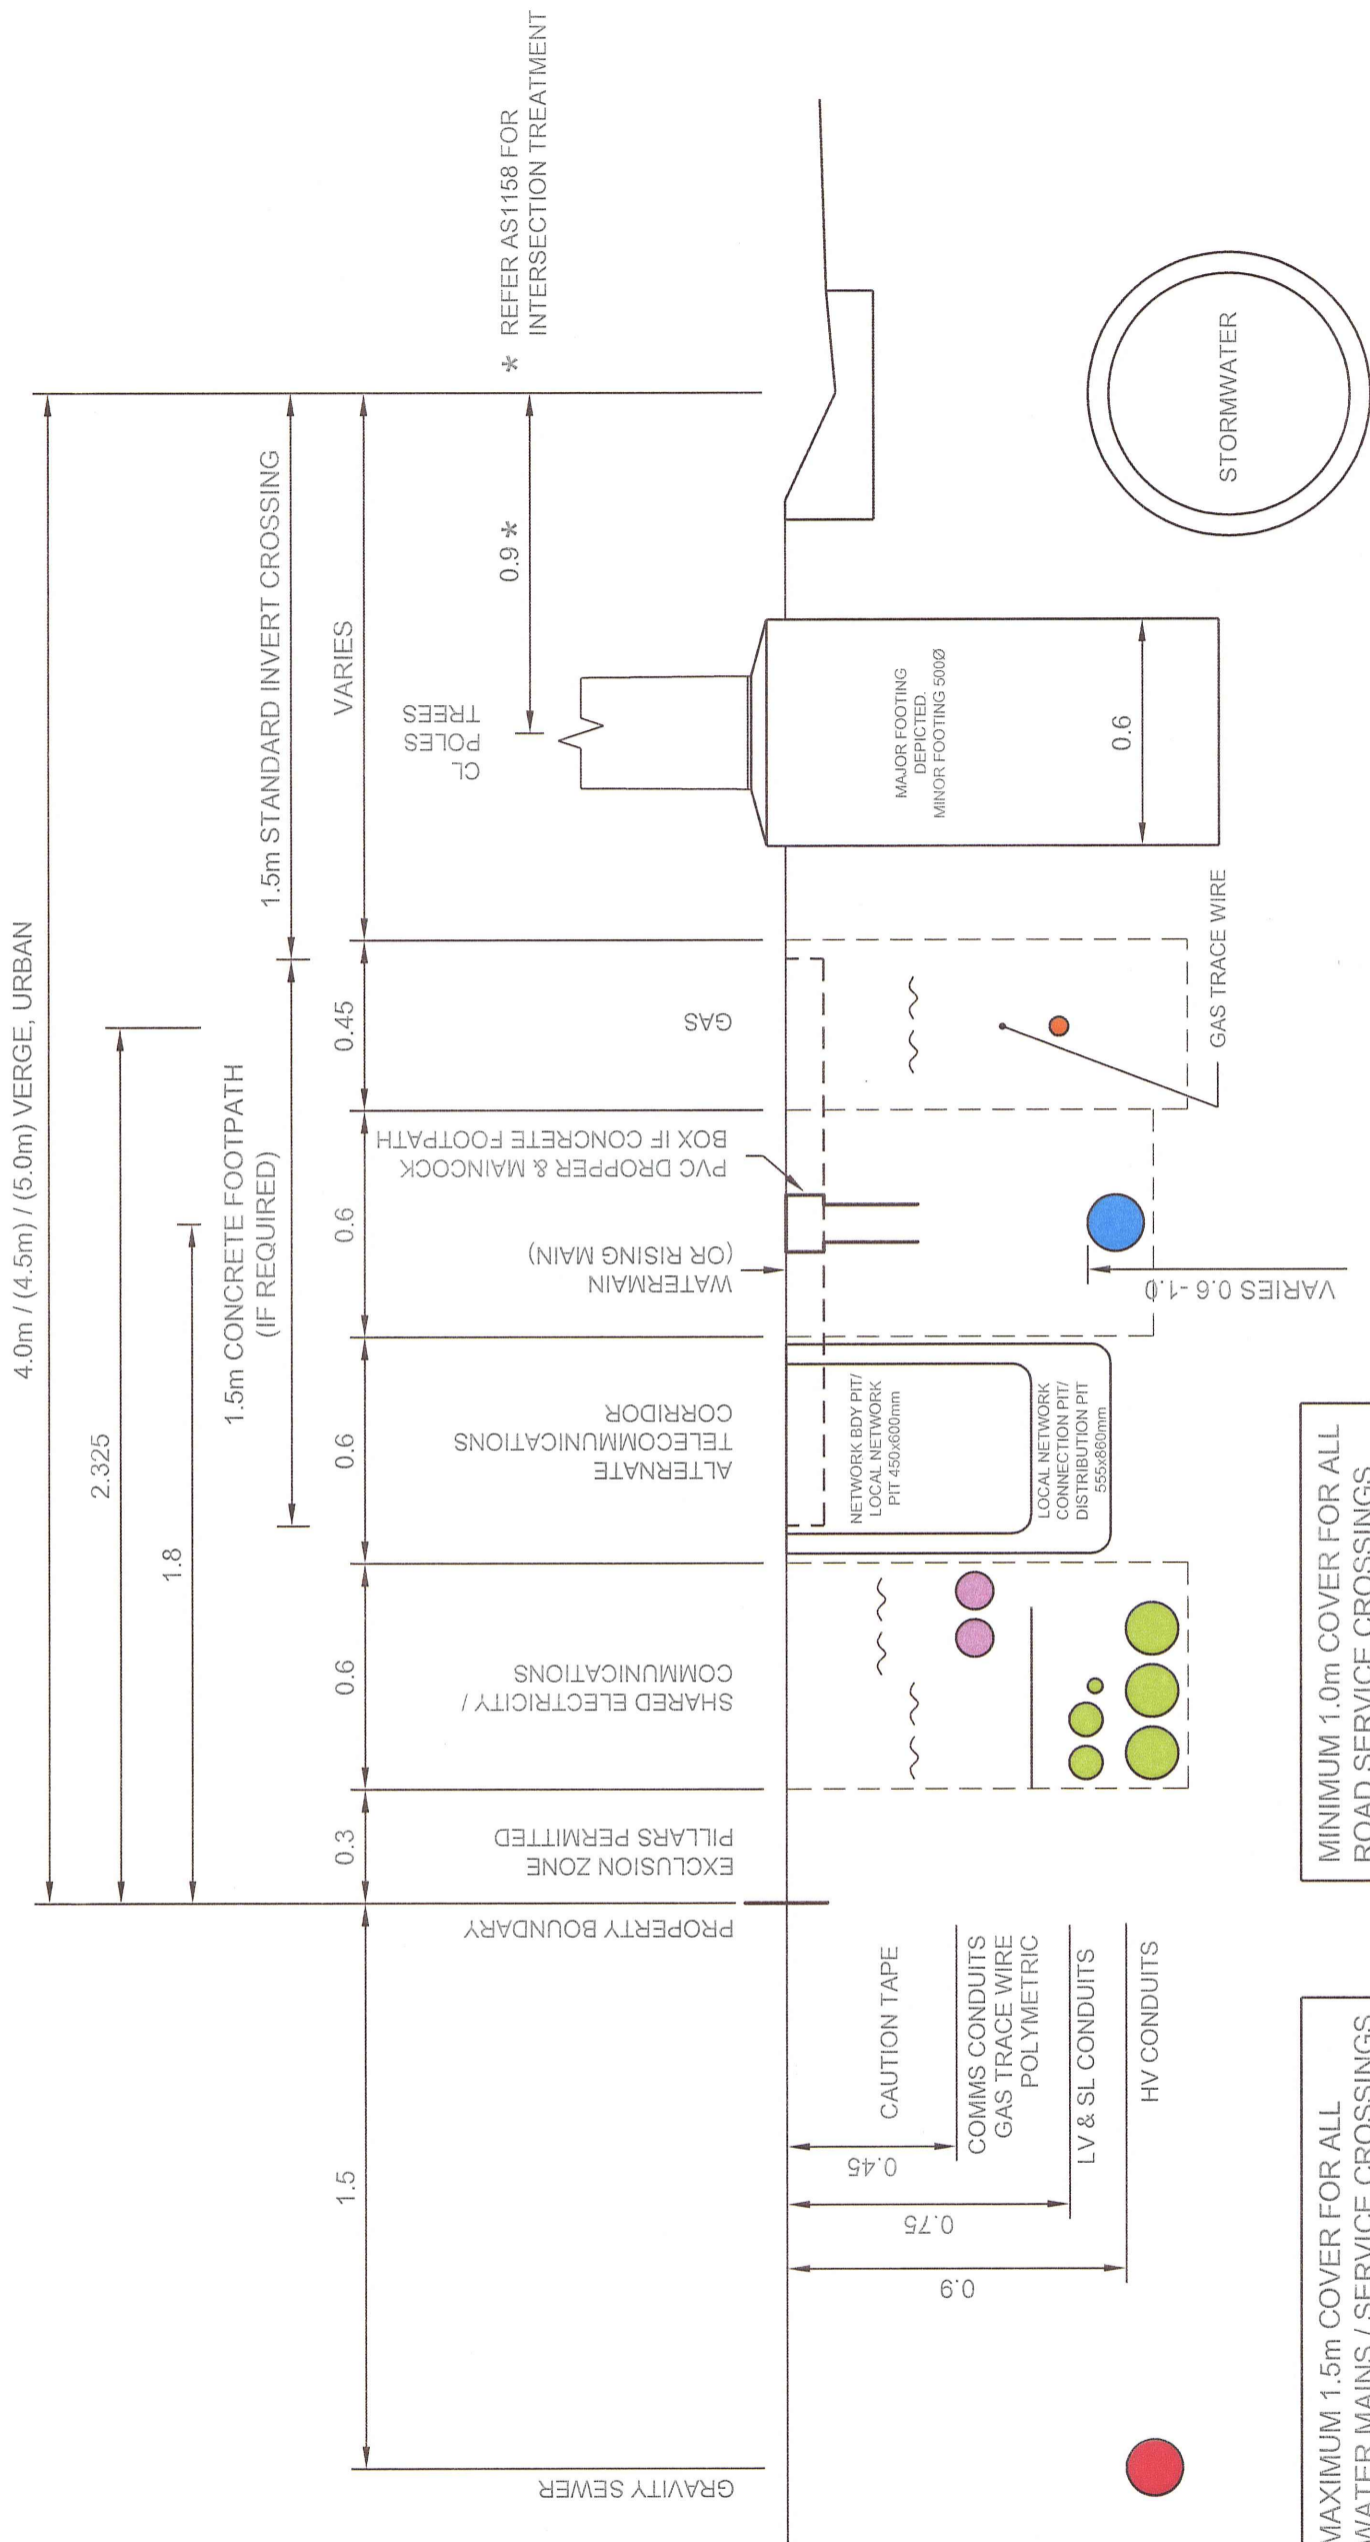 4.0m / (4.5m) / (5.0m) VERGE, URBAN
2.325
1.8
1.5m CONCRETE FOOTPATH
(IF REQUIRED)
1.5m STANDARD INVERT CROSSING
1.5
0.3
0.6
0.6
0.6
0.45
VARIES
0.9 *
* REFER AS1158 FOR
INTERSECTION TREATMENT
GRAVITY SEWER
PROPERTY BOUNDARY
EXCLUSION ZONE
PILLARS PERMITTED
SHARED ELECTRICITY /
COMMUNICATIONS
ALTERNATE
TELECOMMUNICATIONS
CORRIDOR
WATERMAIN
(OR RISING MAIN)
PVC DROPPER & MAINCOCK
BOX IF CONCRETE FOOTPATH
GAS
CL
POLES
TREES
CAUTION TAPE
0.45
COMMS CONDUITS
GAS TRACE WIRE
POLYMETRIC
0.75
LV & SL CONDUITS
0.9
HV CONDUITS
NETWORK BDY PIT/
LOCAL NETWORK
PIT 450x600mm
LOCAL NETWORK
CONNECTION PIT/
DISTRIBUTION PIT
555x860mm
VARIES 0.6 -1.0
GAS TRACE WIRE
MAJOR FOOTING
DEPICTED.
MINOR FOOTING 500Ø
0.6
STORMWATER
MAXIMUM 1.5m COVER FOR ALL
WATER MAINS / SERVICE CROSSINGS
MINIMUM 1.0m COVER FOR ALL
ROAD SERVICE CROSSINGS